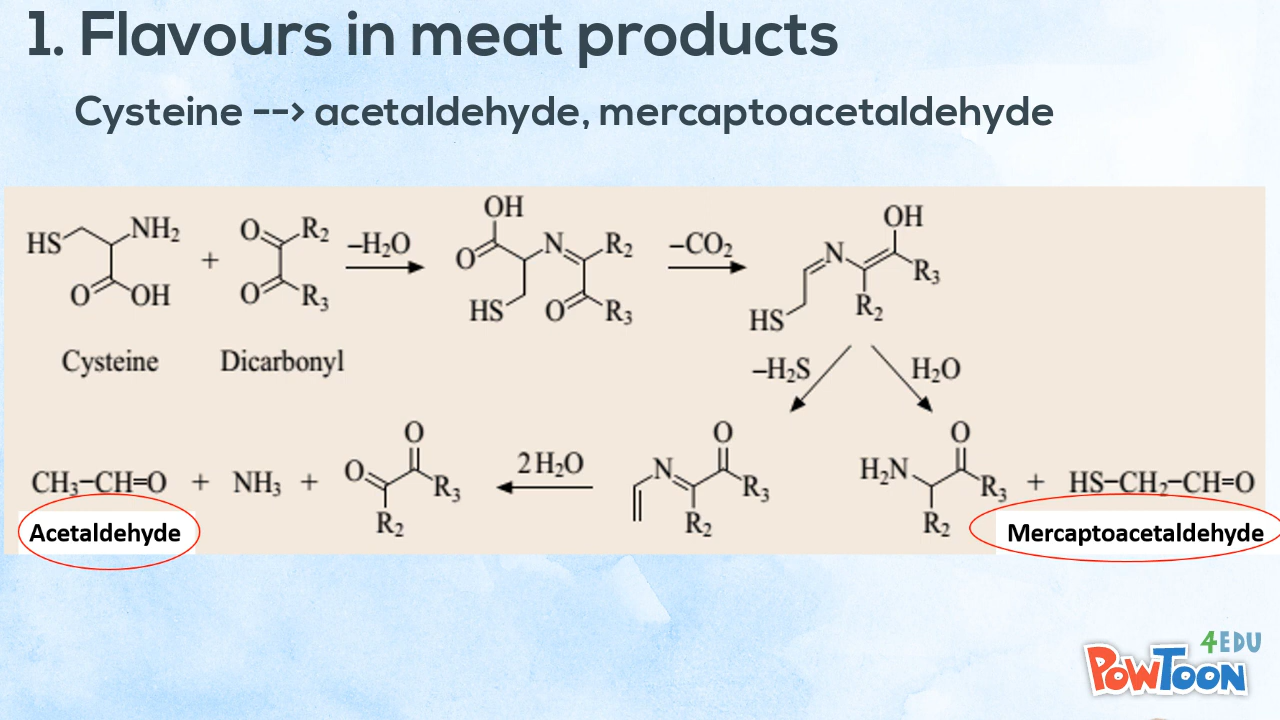 1. Flavours in meat products
Cysteine --> acetaldehyde, mercaptoacetaldehyde
HS NH₂ O OH
+
O R₂ O R₃
–H₂O
OH O N R₂ HS O R₃
–CO₂
OH N R₃ R₂ HS
Cysteine
Dicarbonyl
–H₂S
H₂O
CH₃–CH=O + NH₃ +
O O R₃ R₂
2H₂O
O N R₃ R₂
O H₂N R₃ R₂
+ HS–CH₂–CH=O
Acetaldehyde
Mercaptoacetaldehyde
4EDU
POWTOON